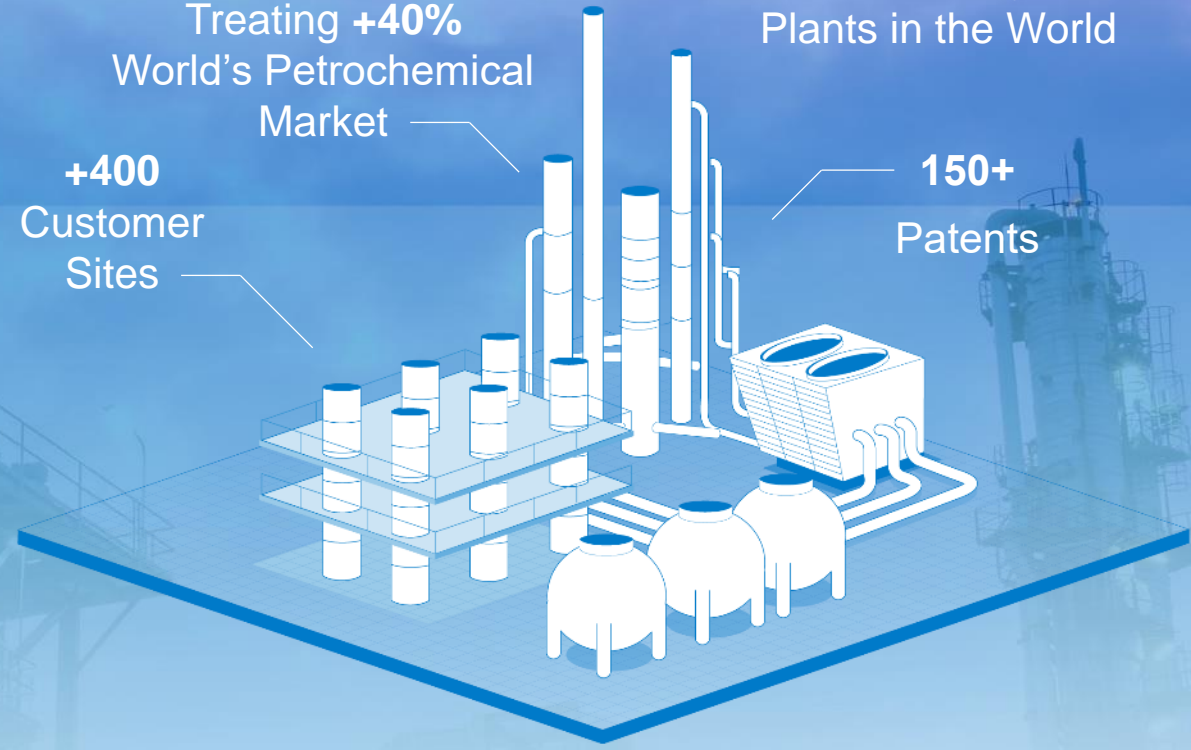 Treating +40%
World’s Petrochemical
Market
Plants in the World
+400
Customer
Sites
150+
Patents